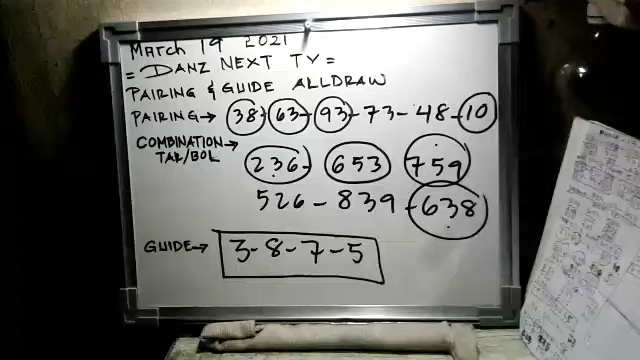 March 19 2021
= DANZ NEXT TV =
PAIRING & GUIDE ALLDRAW
PAIRING → 38-63-93-73-48-10
COMBINATION →
TAR/BOL
236- 653 759
526-839-638
GUIDE → 3-8-7-5